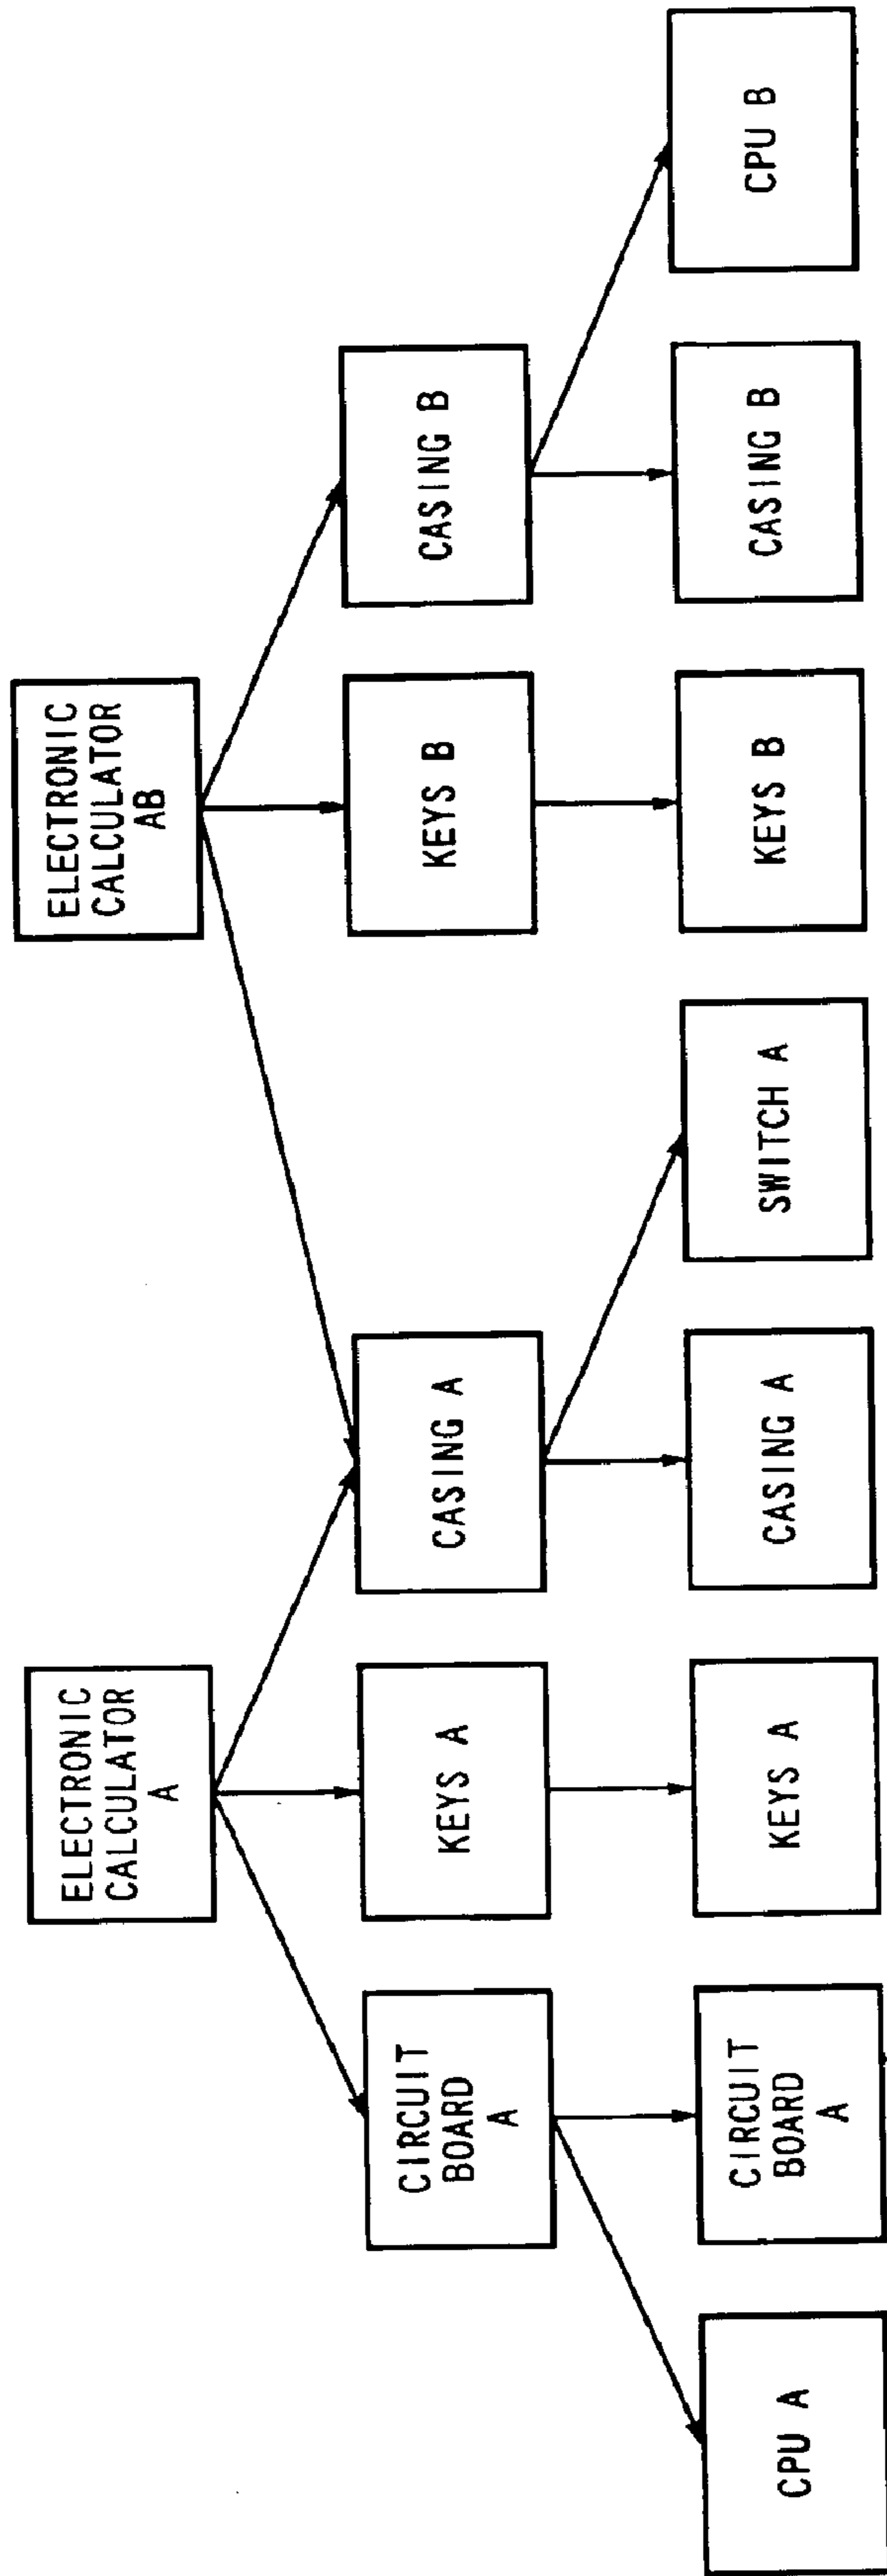 ELECTRONIC
CALCULATOR
A
ELECTRONIC
CALCULATOR
AB
CIRCUIT
BOARD
A
KEYS A
CASING A
KEYS B
CASING B
CPU A
CIRCUIT
BOARD
A
KEYS A
CASING A
SWITCH A
KEYS B
CASING B
CPU B